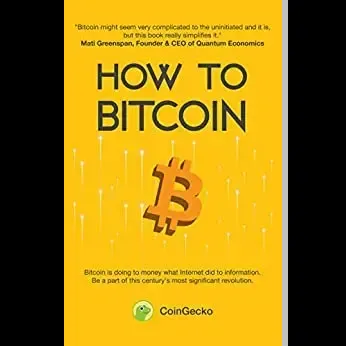 "Bitcoin might seem very complicated to the uninitiated and it is,
but this book really simplifies it."
Mati Greenspan, Founder & CEO of Quantum Economics
HOW TO
BITCOIN
Bitcoin is doing to money what Internet did to information.
Be a part of this century's most significant revolution.
CoinGecko